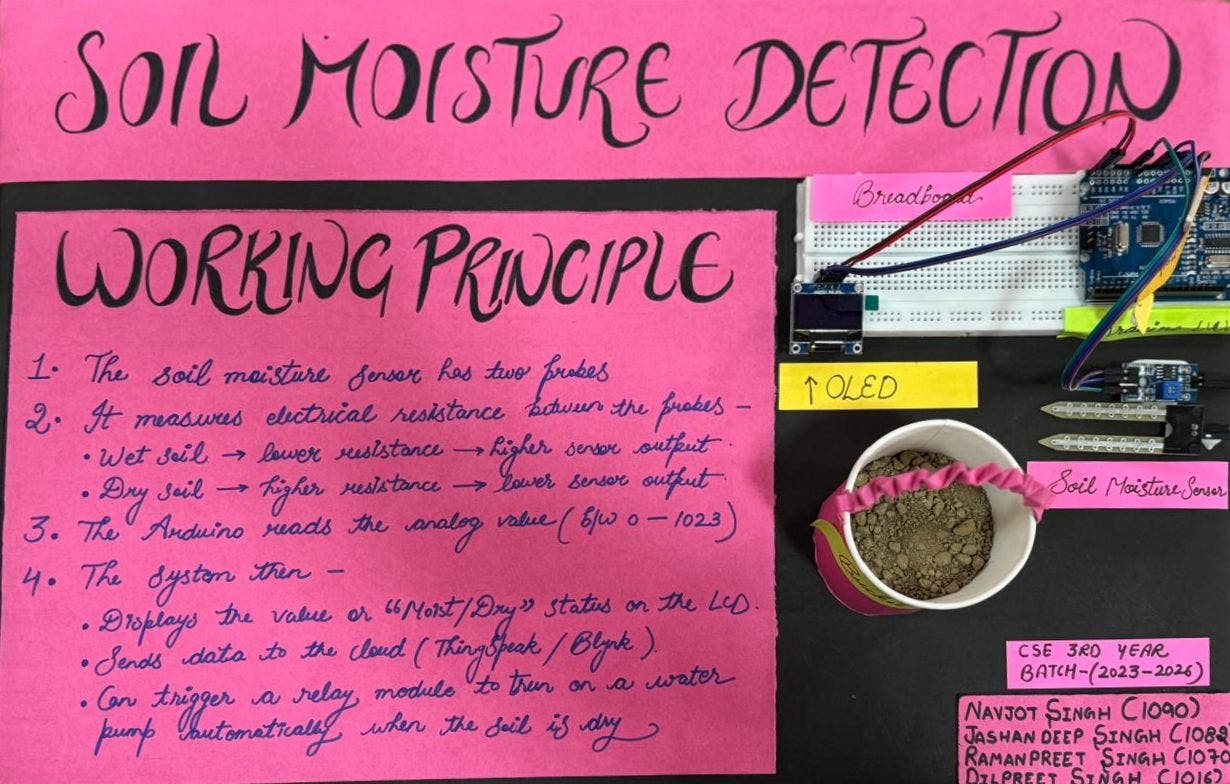 SOIL MOISTURE DETECTION
WORKING PRINCIPLE
1. The soil moisture sensor has two probes
2. It measures electrical resistance between the probes –
• Wet soil → lower resistance → higher sensor output
• Dry soil → higher resistance → lower sensor output
3. The Arduino reads the analog value (b/w 0 – 1023)
4. The system then –
• Displays the value or "Moist/Dry" status on the LCD.
• Sends data to the cloud (ThingSpeak / Blynk).
• Can trigger a relay module to trun on a water
pump automatically when the soil is dry
Breadboard
↑ OLED
Soil Moisture Sensor
CSE 3RD YEAR
BATCH-(2023-2026)
NAVJOT SINGH (1090)
JASHANDEEP SINGH (1088
RAMANPREET SINGH (1070
DILPREET SINGH (1016